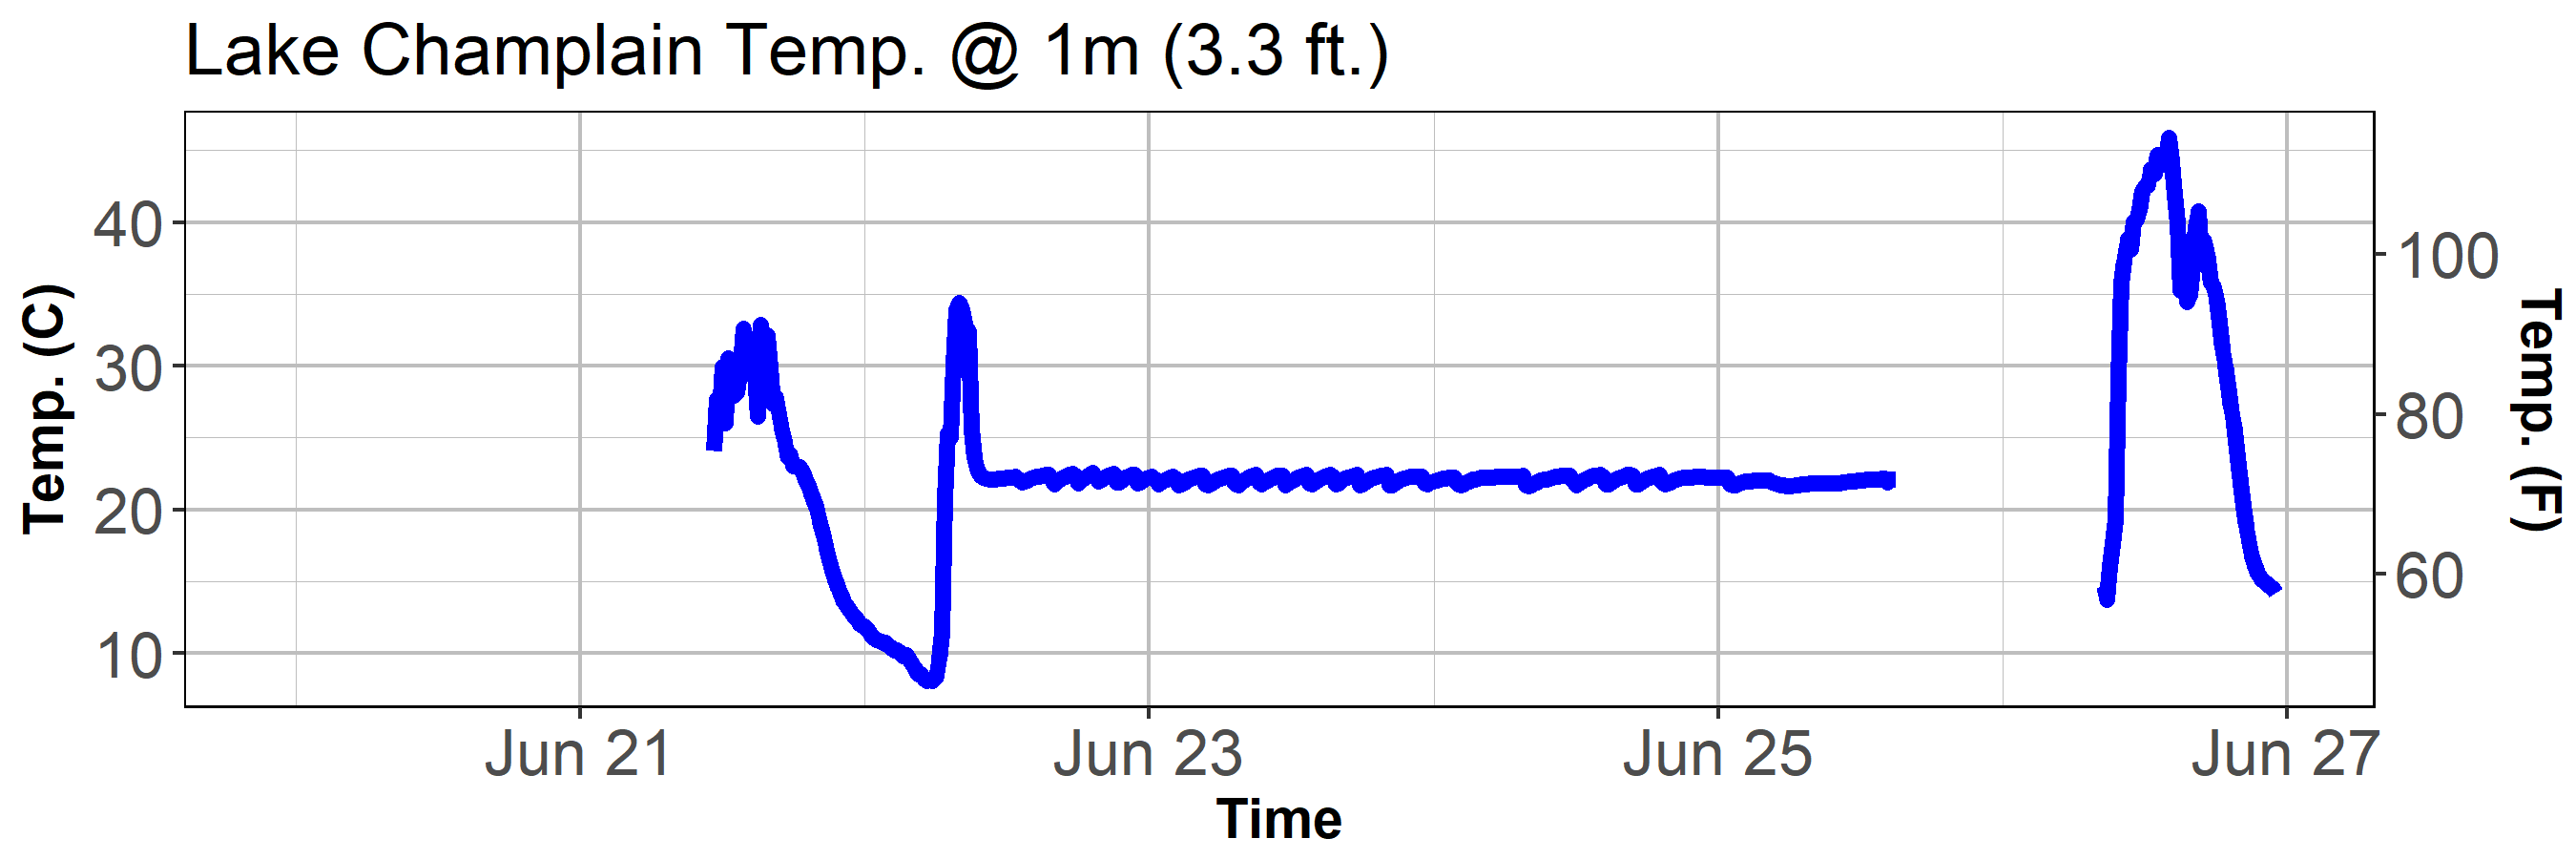 Lake Champlain Temp. @ 1m (3.3 ft.)
Temp. (C)
40
30
20
10
100
80
60
Temp. (F)
Jun 21
Jun 23
Jun 25
Jun 27
Time